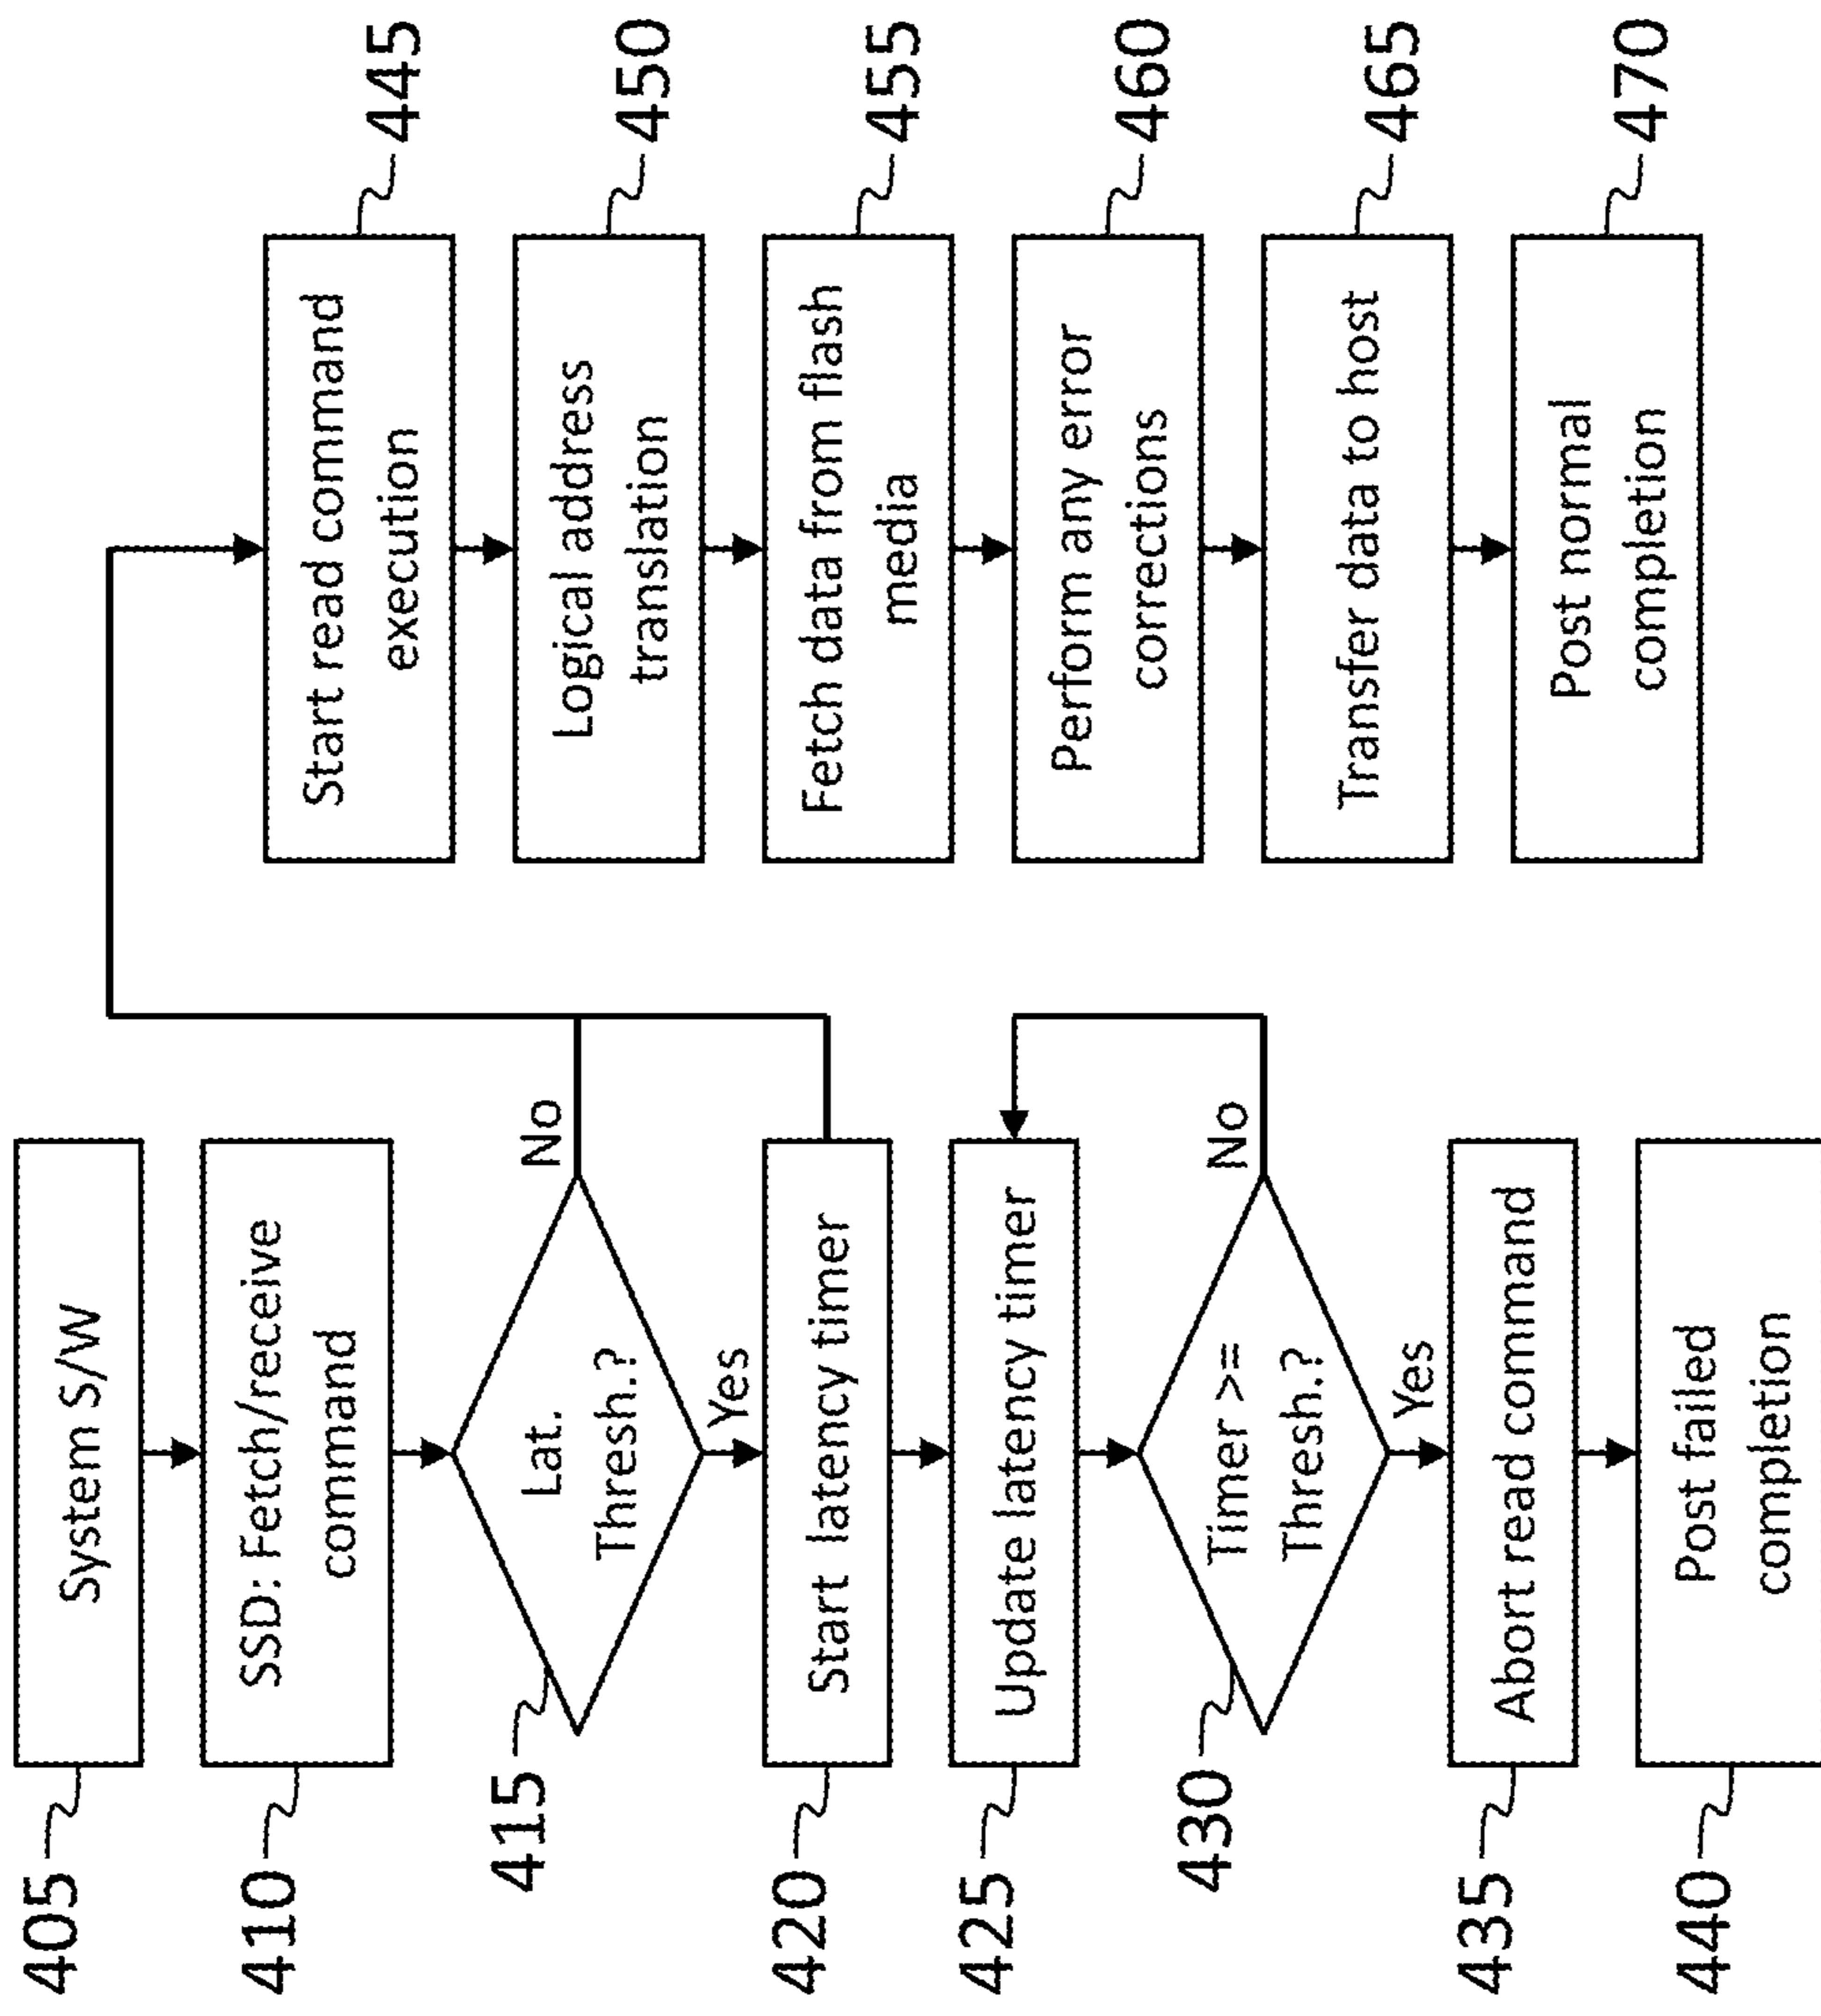 405
System S/W
410
SSD: Fetch/receive
command
415
Lat.
Thresh.?
No
Yes
420
Start latency timer
425
Update latency timer
430
Timer >=
Thresh.?
No
Yes
435
Abort read command
440
Post failed
completion
Start read command
execution
445
Logical address
translation
450
Fetch data from flash
media
455
Perform any error
corrections
460
Transfer data to host
465
Post normal
completion
470